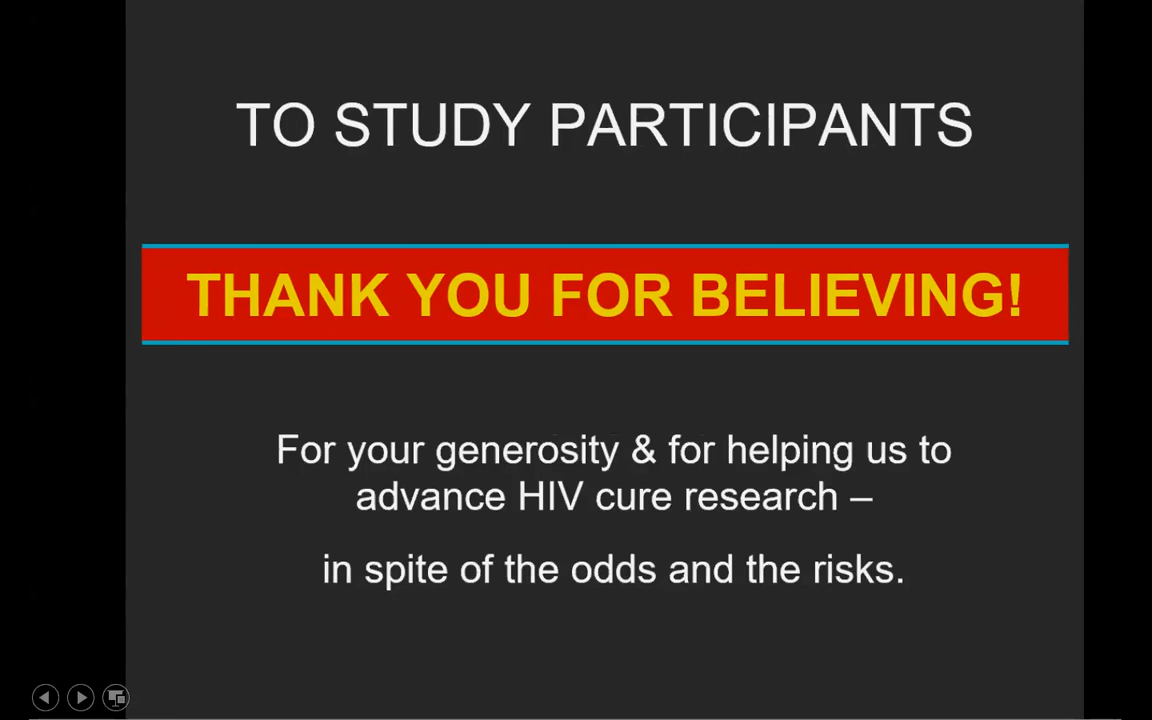 TO STUDY PARTICIPANTS
THANK YOU FOR BELIEVING!
For your generosity & for helping us to
advance HIV cure research –
in spite of the odds and the risks.